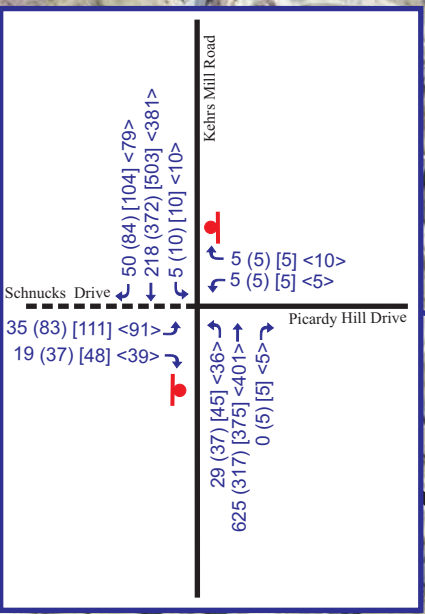 Kehrs Mill Road
50 (84) [104] <79>
218 (372) [503] <381>
5 (10) [10] <10>
5 (5) [5] <10>
5 (5) [5] <5>
Schnucks Drive
Picardy Hill Drive
35 (83) [111] <91>
19 (37) [48] <39>
29 (37) [45] <36>
625 (317) [375] <401>
0 (5) [5] <5>